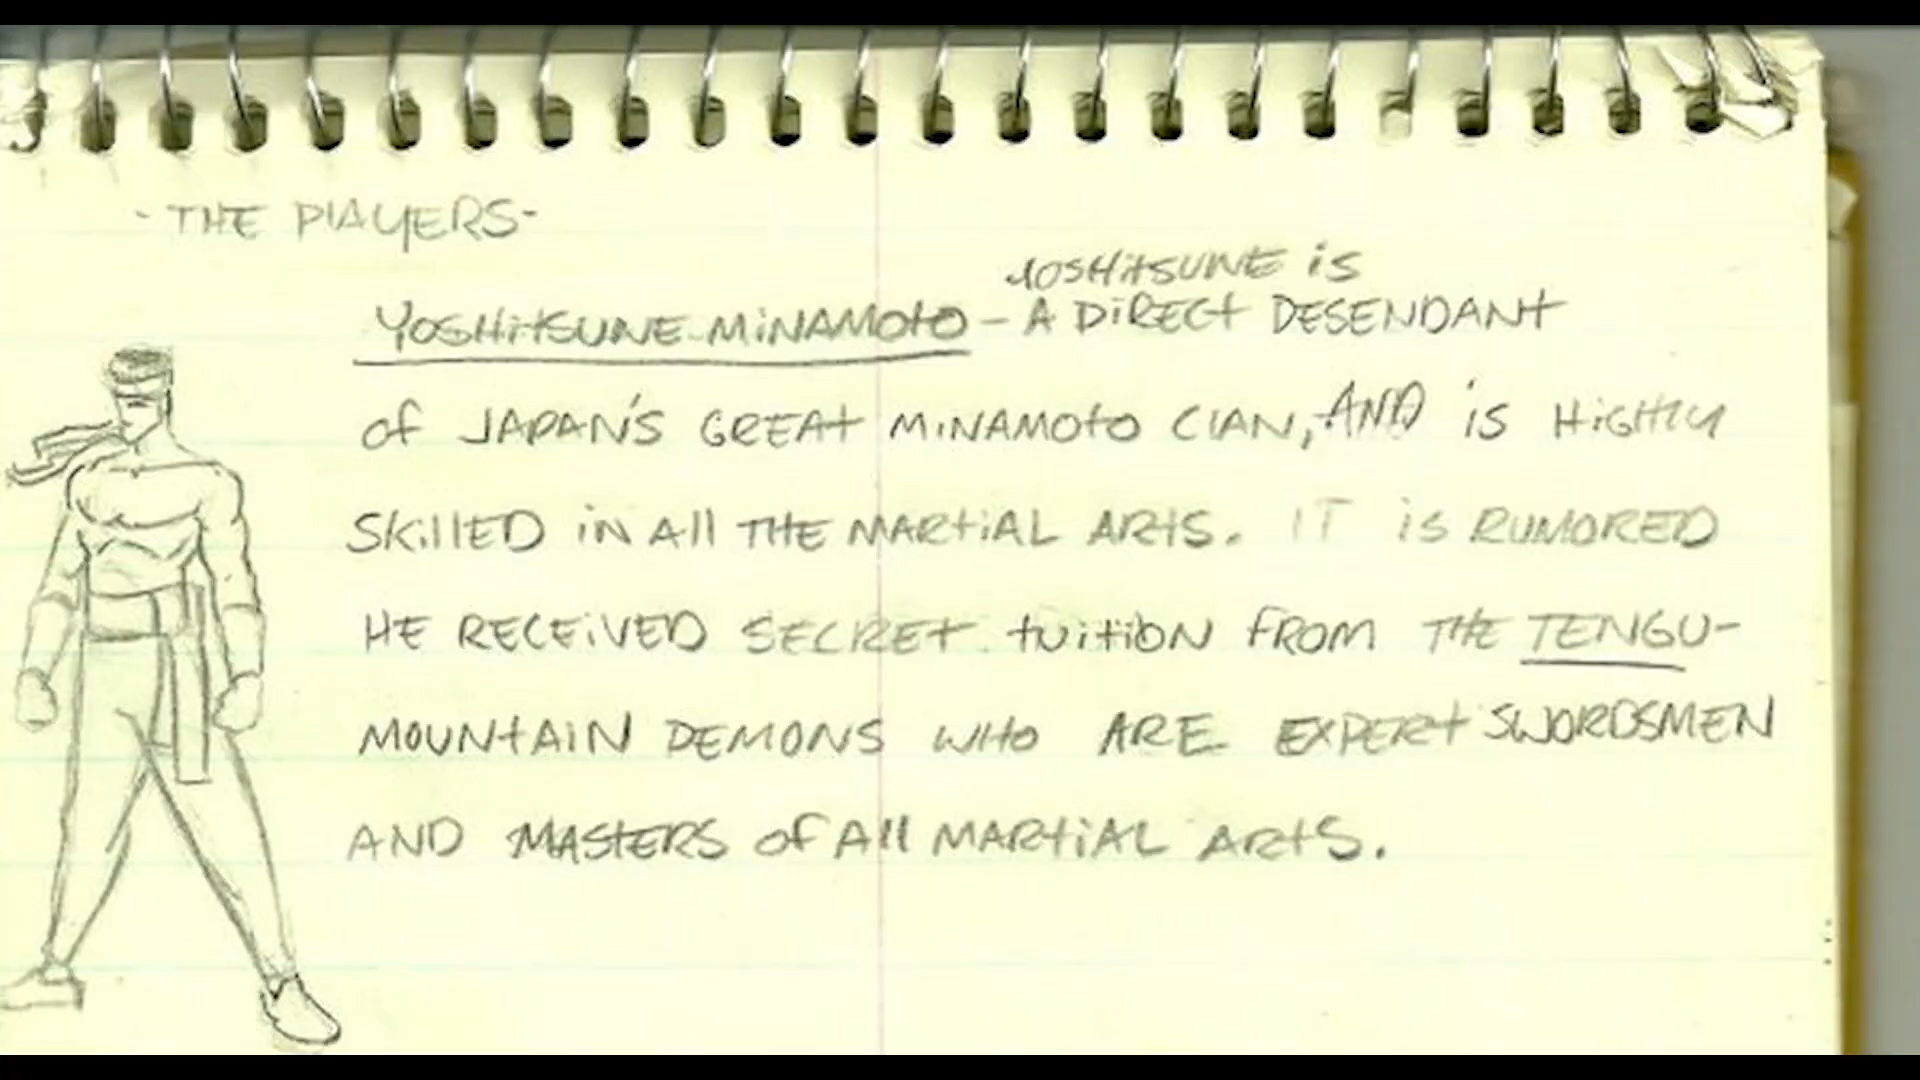 - THE PlAYERS -
YOSHitSUNE is
YOSHitSUNE MiNAMOtO - A DiRECt DESENDANt
of JAPAN'S GREAt MiNAMOtO ClAN, AND iS HiGHlY
SKillED iN All THE MARtiAL ARtS. IT iS RUMORED
HE RECEiVED SECRET tuitiON FROM THE TENGU-
MOUNtAiN DEMONS WHO ARE EXPERt SWORDSMEN
AND MASTERS of All MARtiAL ARtS.